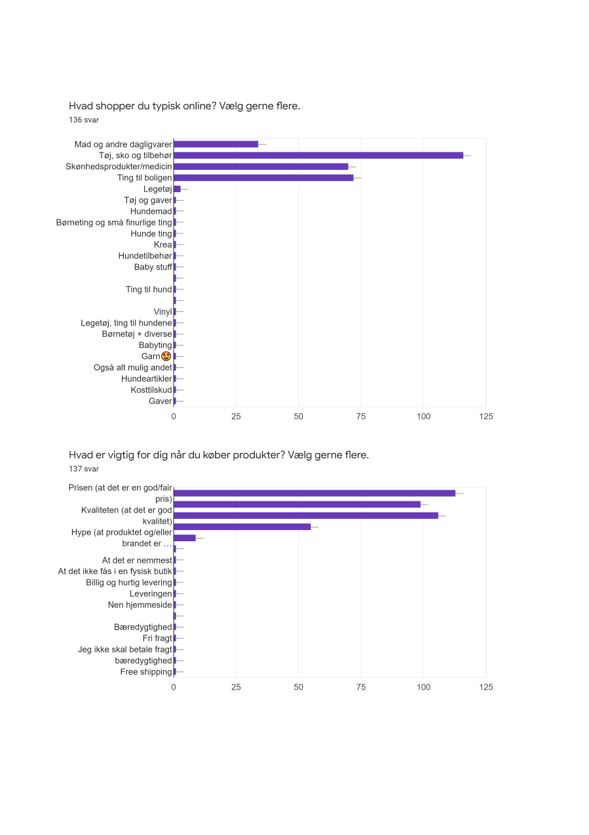 Hvad shopper du typisk online? Vælg gerne flere.
136 svar
Mad og andre dagligvarer
Tøj, sko og tilbehør
Skønhedsprodukter/medicin
Ting til boligen
Legetøj
Tøj og gaver
Hundemad
Børneting og små finurlige ting
Hunde ting
Krea
Hundetilbehør
Baby stuff
Ting til hund
Vinyl
Legetøj, ting til hundene
Børnetøj + diverse
Babyting
Garn🤩
Også alt mulig andet
Hundeartikler
Kosttilskud
Gaver
0 25 50 75 100 125
Hvad er vigtig for dig når du køber produkter? Vælg gerne flere.
137 svar
Prisen (at det er en god/fair
pris)
Kvaliteten (at det er god
kvalitet)
Hype (at produktet og/eller
brandet er …
At det er nemmest
At det ikke fås i en fysisk butik
Billig og hurtig levering
Leveringen
Nen hjemmeside
Bæredygtighed
Fri fragt
Jeg ikke skal betale fragt
bæredygtighed
Free shipping
0 25 50 75 100 125